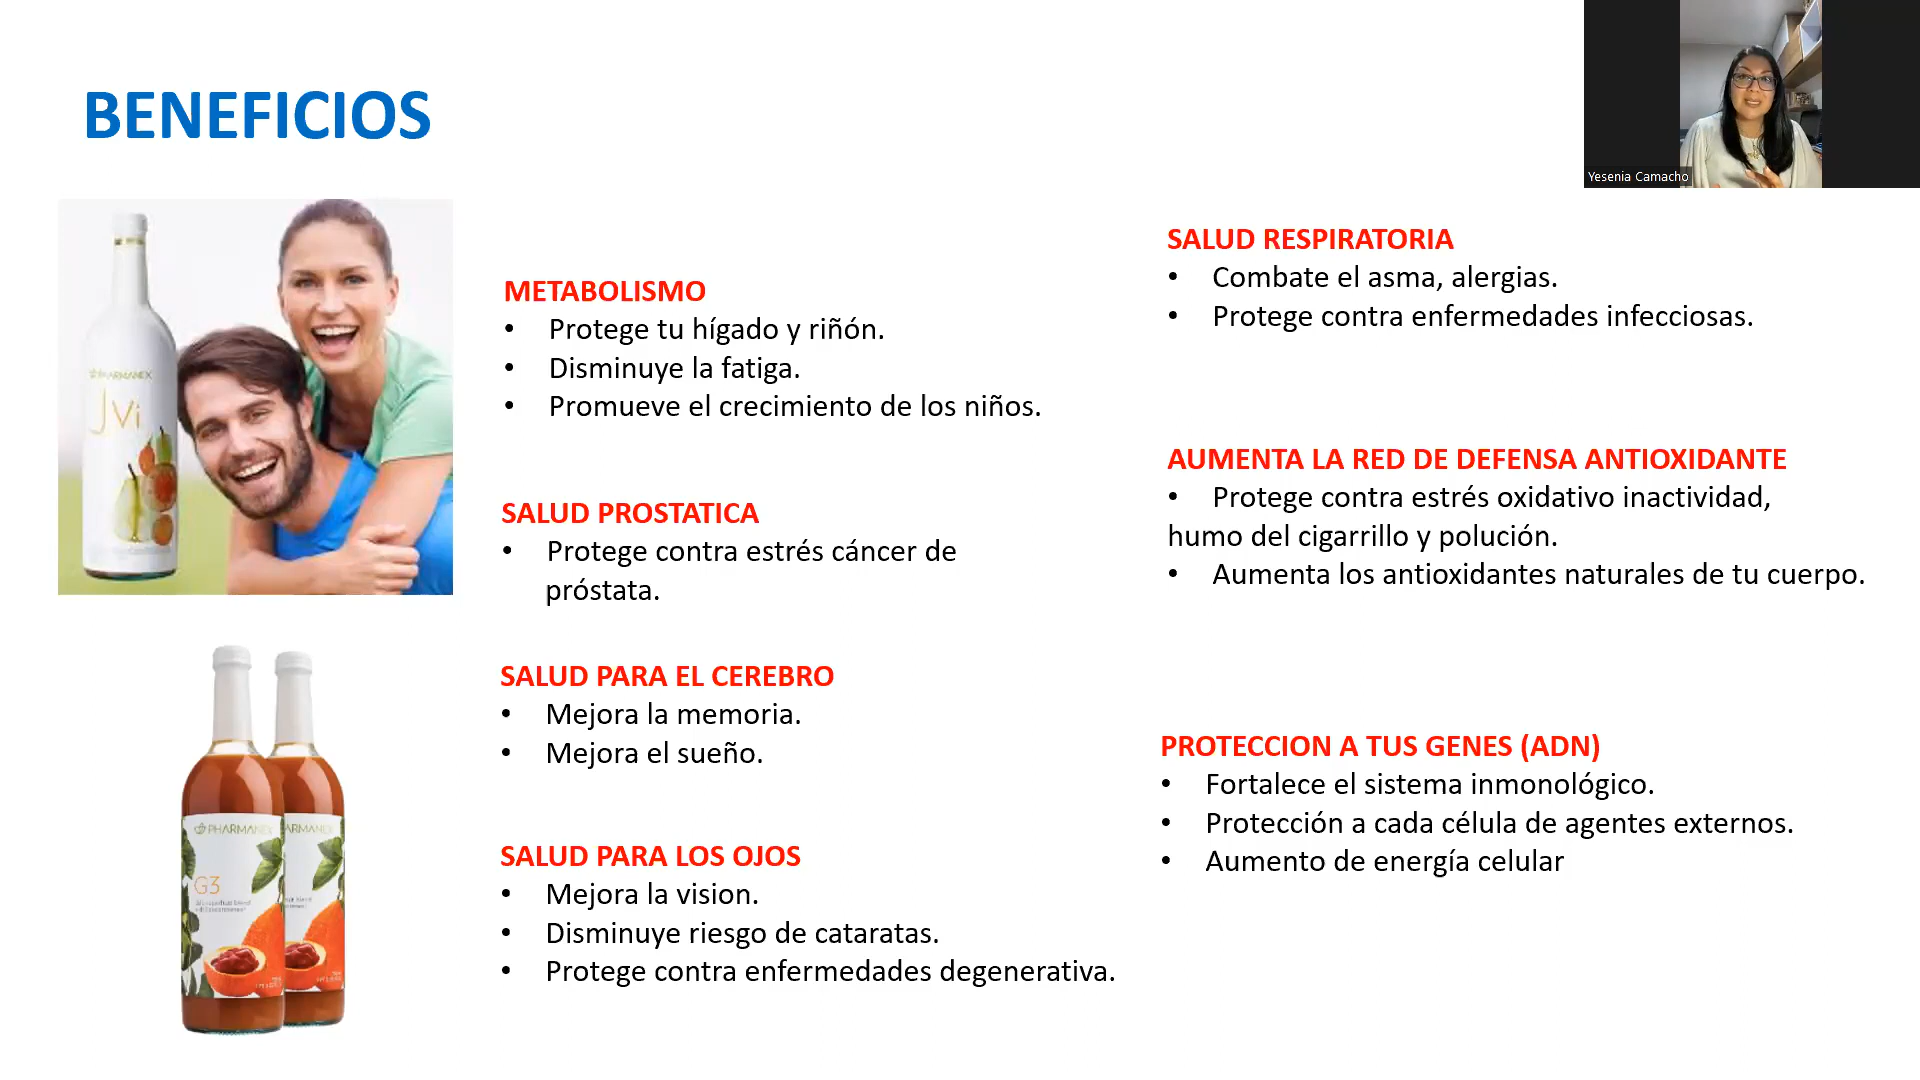 BENEFICIOS
Yesenia Camacho
PHARMANEX
JVi
METABOLISMO
• Protege tu hígado y riñón.
• Disminuye la fatiga.
• Promueve el crecimiento de los niños.
SALUD PROSTATICA
• Protege contra estrés cáncer de
próstata.
SALUD PARA EL CEREBRO
• Mejora la memoria.
• Mejora el sueño.
SALUD PARA LOS OJOS
• Mejora la vision.
• Disminuye riesgo de cataratas.
• Protege contra enfermedades degenerativa.
SALUD RESPIRATORIA
• Combate el asma, alergias.
• Protege contra enfermedades infecciosas.
AUMENTA LA RED DE DEFENSA ANTIOXIDANTE
• Protege contra estrés oxidativo inactividad,
humo del cigarrillo y polución.
• Aumenta los antioxidantes naturales de tu cuerpo.
PROTECCION A TUS GENES (ADN)
• Fortalece el sistema inmonológico.
• Protección a cada célula de agentes externos.
• Aumento de energía celular
PHARMANEX
G3